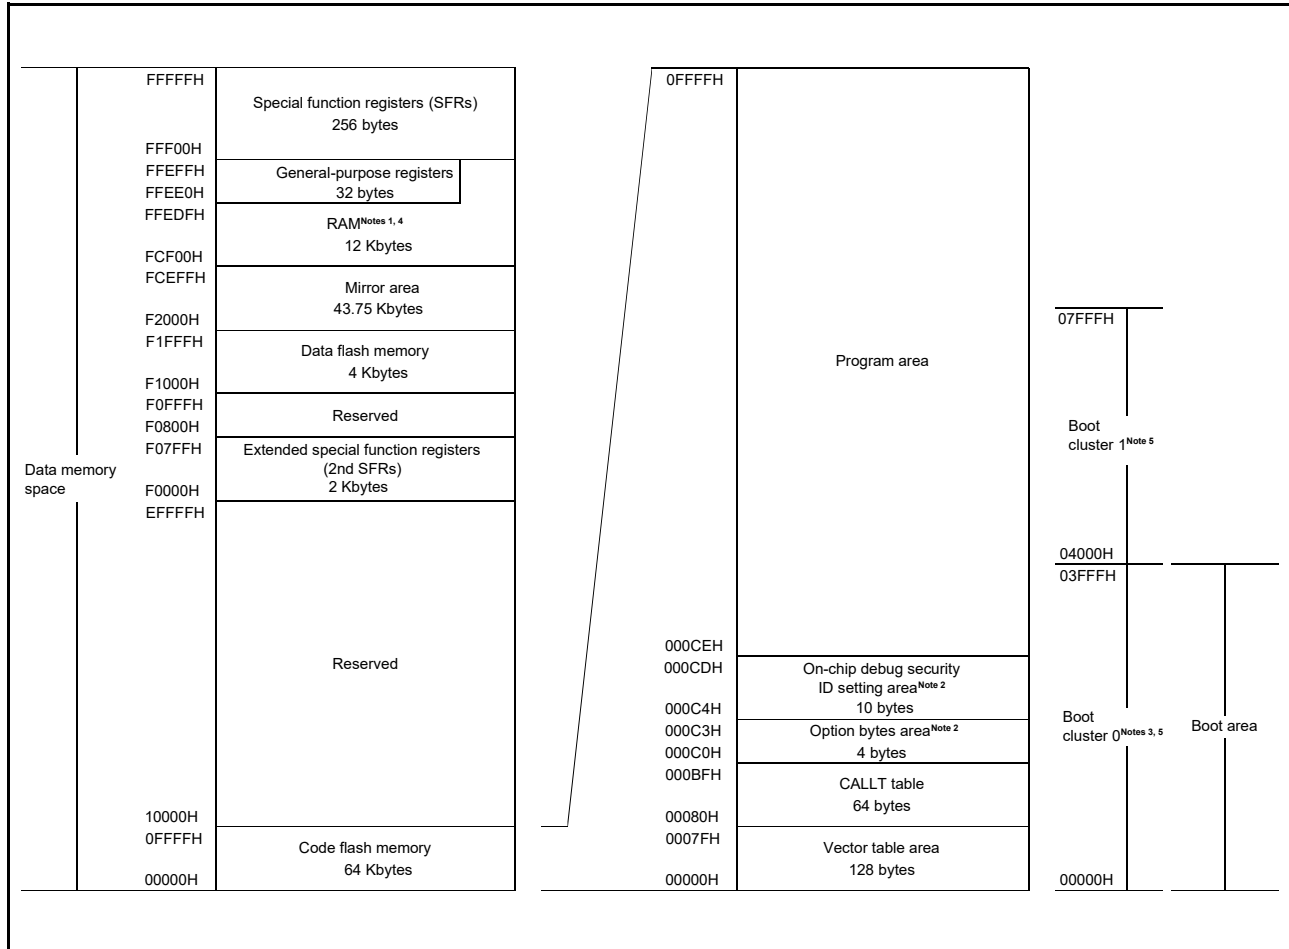 FFFFFH
Special function registers (SFRs)
256 bytes
FFF00H
FFEFFH
General-purpose registers
32 bytes
FFEE0H
FFEDFH
RAMNotes 1, 4
12 Kbytes
FCF00H
FCEFFH
Mirror area
43.75 Kbytes
F2000H
F1FFFH
Data flash memory
4 Kbytes
F1000H
F0FFFH
Reserved
F0800H
F07FFH
Extended special function registers
(2nd SFRs)
2 Kbytes
F0000H
EFFFFH
Data memory
space
Reserved
10000H
0FFFFH
Code flash memory
64 Kbytes
00000H
0FFFFH
Program area
000CEH
000CDH
On-chip debug security
ID setting areaNote 2
10 bytes
000C4H
000C3H
Option bytes areaNote 2
4 bytes
000C0H
000BFH
CALLT table
64 bytes
00080H
0007FH
Vector table area
128 bytes
00000H
07FFFH
Boot
cluster 1Note 5
04000H
03FFFH
Boot
cluster 0Notes 3, 5
00000H
Boot area